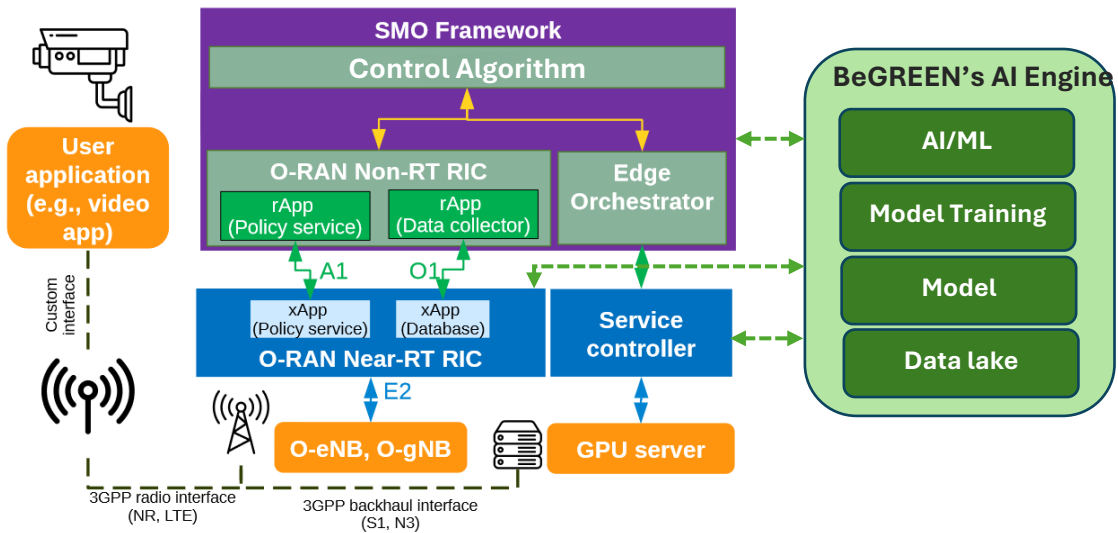 SMO Framework
Control Algorithm
BeGREEN's AI Engine
AI/ML
Model Training
Model
Data lake
User
application
(e.g., video
app)
O-RAN Non-RT RIC
rApp
(Policy service)
rApp
(Data collector)
Edge
Orchestrator
A1
O1
Custom
interface
xApp
(Policy service)
xApp
(Database)
O-RAN Near-RT RIC
Service
controller
E2
O-eNB, O-gNB
GPU server
3GPP radio interface
(NR, LTE)
3GPP backhaul interface
(S1, N3)